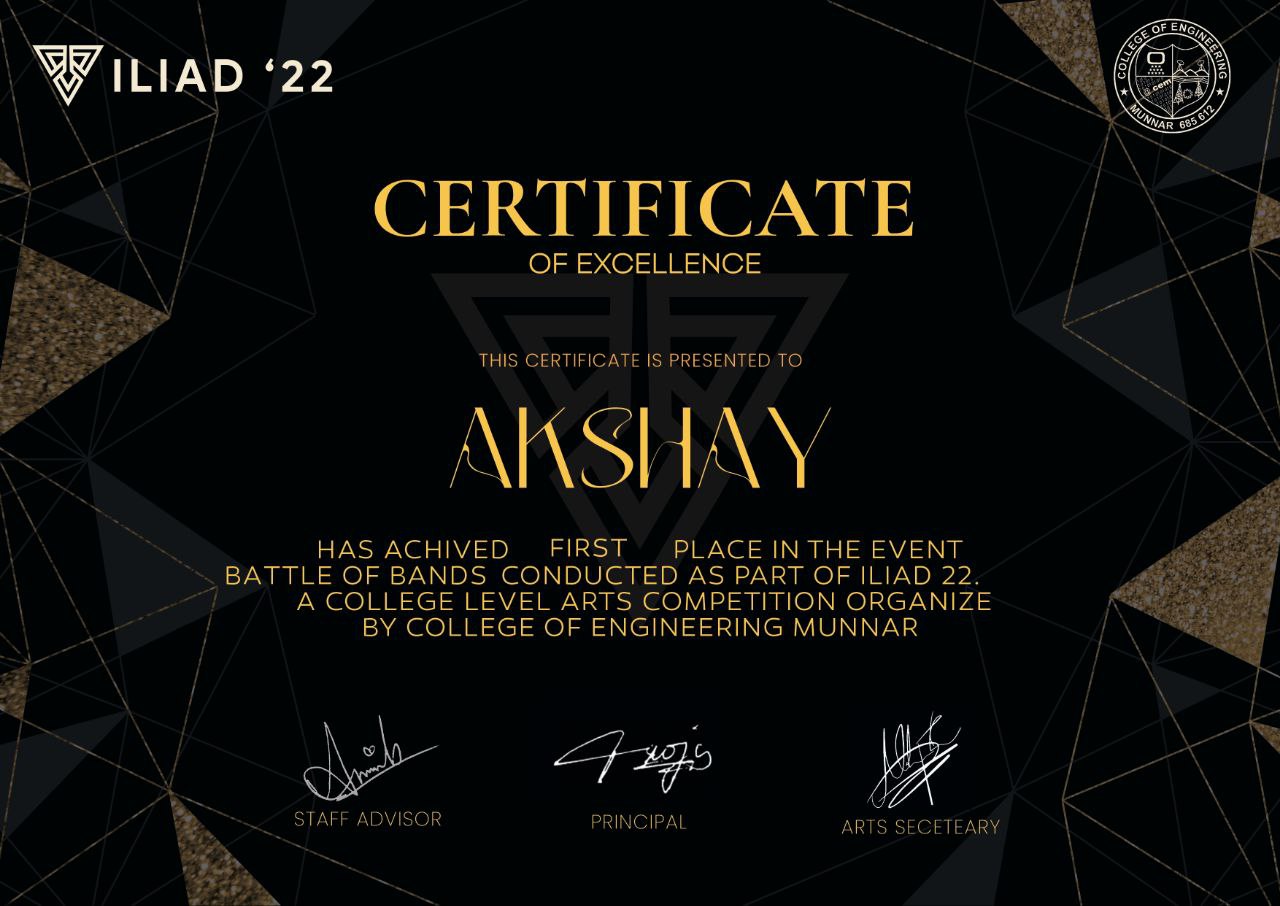 ILIAD ‘22
COLLEGE OF ENGINEERING
cem
MUNNAR 685 612
CERTIFICATE
OF EXCELLENCE
THIS CERTIFICATE IS PRESENTED TO
AKSHAY
HAS ACHIVED FIRST PLACE IN THE EVENT
BATTLE OF BANDS CONDUCTED AS PART OF ILIAD 22.
A COLLEGE LEVEL ARTS COMPETITION ORGANIZE
BY COLLEGE OF ENGINEERING MUNNAR
STAFF ADVISOR
PRINCIPAL
ARTS SECETEARY